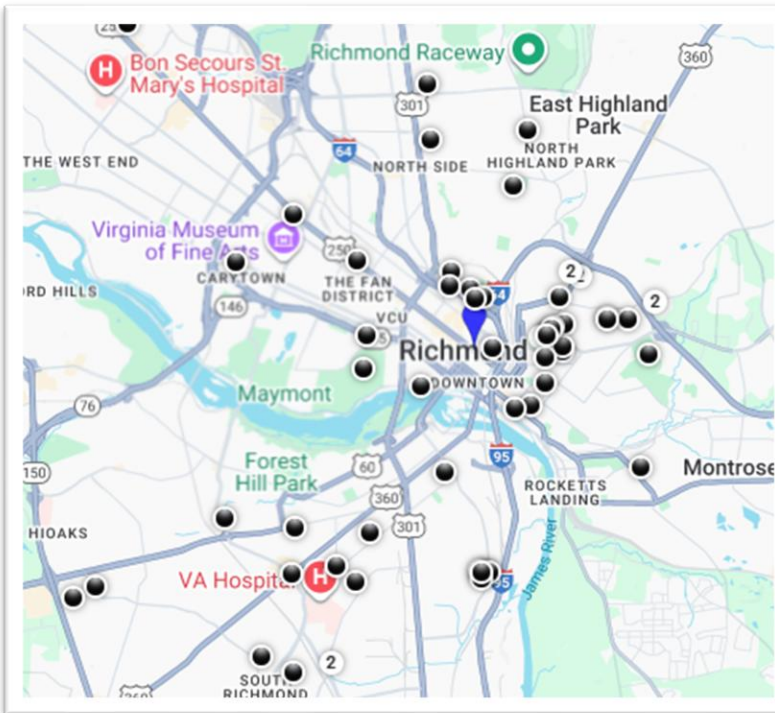 25
Bon Secours St.
Mary's Hospital
H
Richmond Raceway
360
301
East Highland
Park
64
NORTH SIDE
NORTH
HIGHLAND PARK
THE WEST END
Virginia Museum
of Fine Arts
250
CARYTOWN
THE FAN
DISTRICT
64
2
2
RD HILLS
146
VCU
Richmond
Maymont
DOWNTOWN
76
Forest
Hill Park
60
95
150
360
ROCKETTS
LANDING
Montrose
HIOAKS
301
James River
VA Hospital
H
95
SOUTH
RICHMOND
2
360